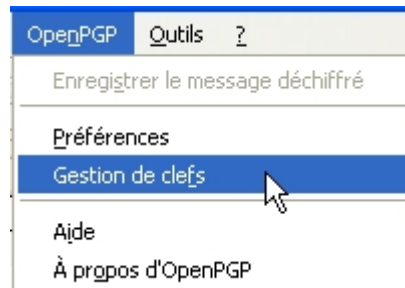 OpenPGP Outils ?
Enregistrer le message déchiffré
Préférences
Gestion de clefs
Aide
À propos d'OpenPGP